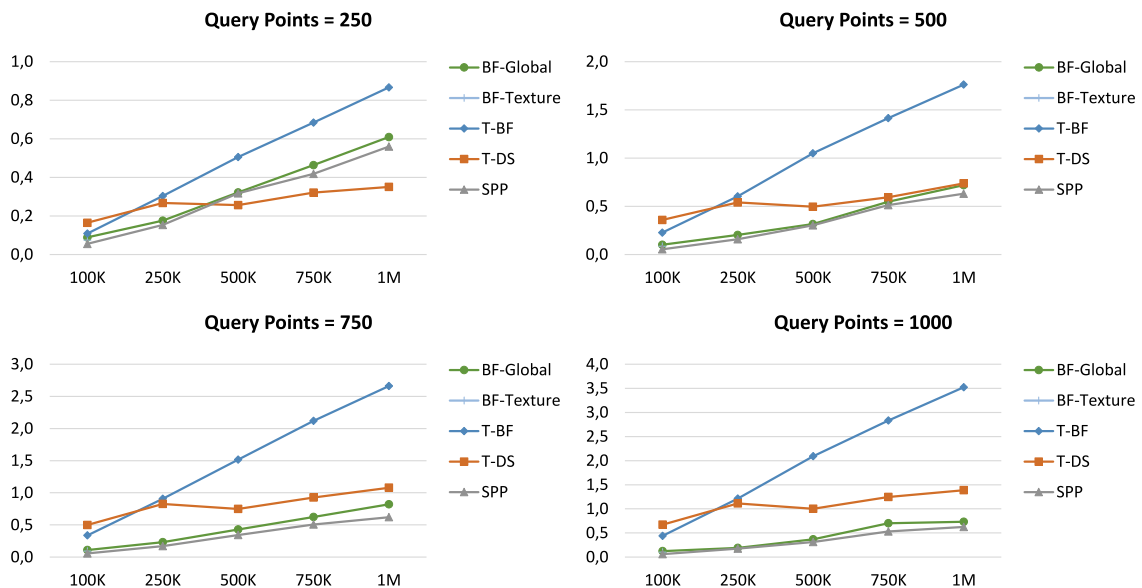 Query Points = 250
1,0
0,8
0,6
0,4
0,2
0,0
100K 250K 500K 750K 1M
BF-Global
BF-Texture
T-BF
T-DS
SPP
Query Points = 500
2,0
1,5
1,0
0,5
0,0
100K 250K 500K 750K 1M
BF-Global
BF-Texture
T-BF
T-DS
SPP
Query Points = 750
3,0
2,5
2,0
1,5
1,0
0,5
0,0
100K 250K 500K 750K 1M
BF-Global
BF-Texture
T-BF
T-DS
SPP
Query Points = 1000
4,0
3,5
3,0
2,5
2,0
1,5
1,0
0,5
0,0
100K 250K 500K 750K 1M
BF-Global
BF-Texture
T-BF
T-DS
SPP